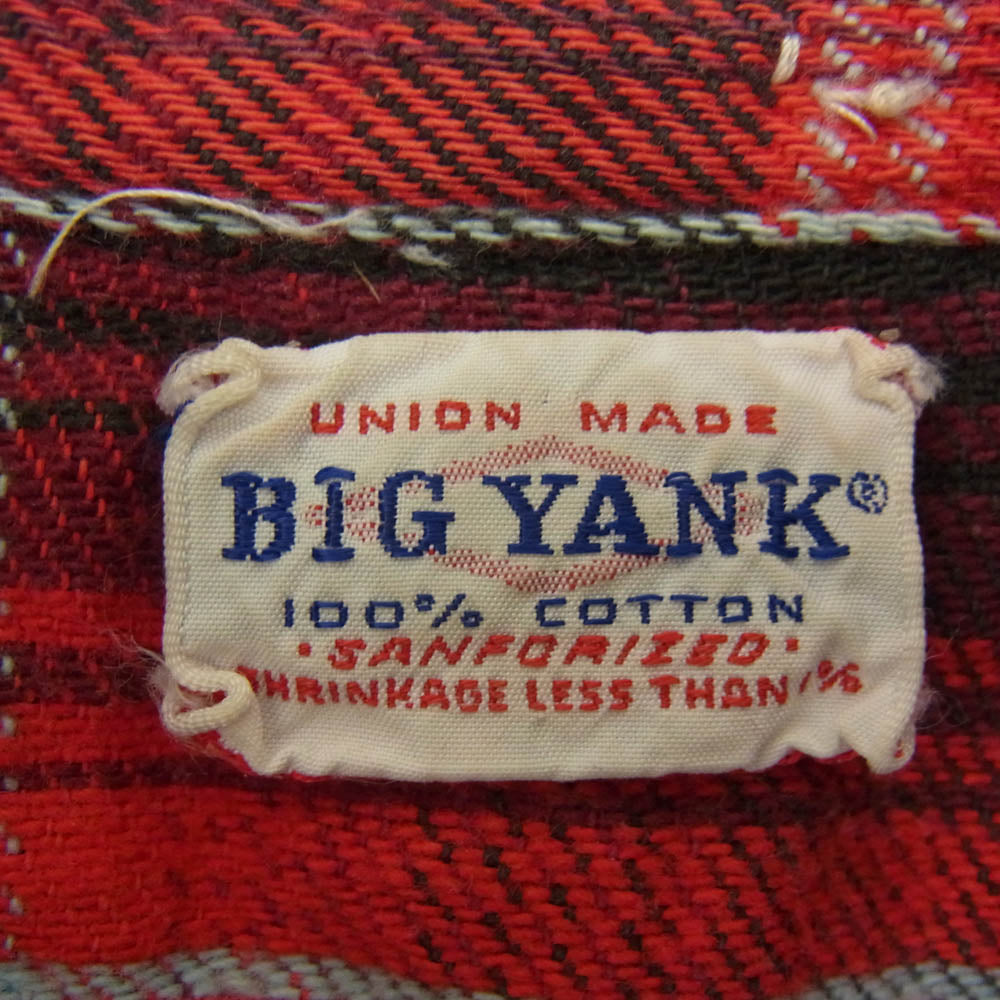 UNION MADE
BIG YANK®
100% COTTON
·SANFORIZED·
SHRINKAGE LESS THAN 1%